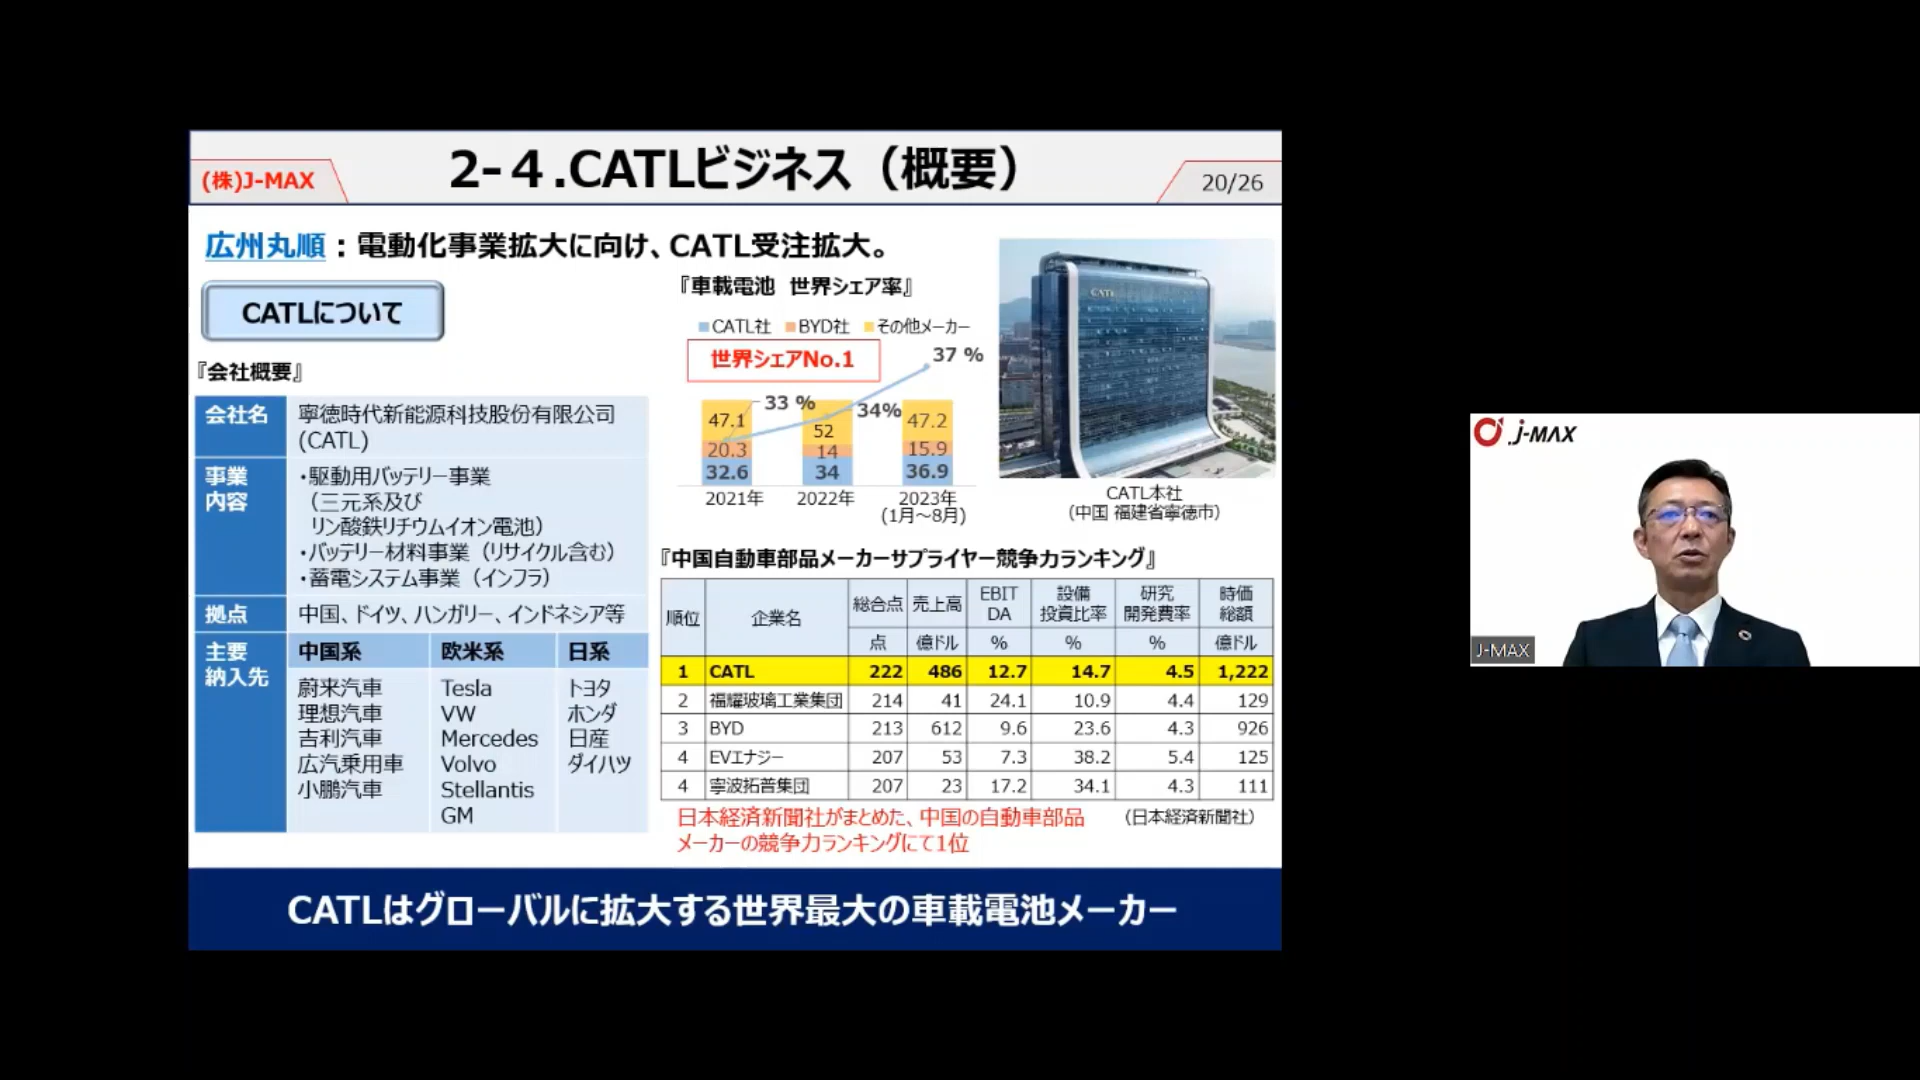 (株)J-MAX
2-４.CATLビジネス（概要）
20/26
広州丸順：電動化事業拡大に向け、CATL受注拡大。
CATLについて
『会社概要』
会社名
寧徳時代新能源科技股份有限公司
(CATL)
事業
内容
・駆動用バッテリー事業
（三元系及び
リン酸鉄リチウムイオン電池）
・バッテリー材料事業（リサイクル含む）
・蓄電システム事業（インフラ）
拠点
中国、ドイツ、ハンガリー、インドネシア等
主要
納入先
中国系
欧米系
日系
蔚来汽車
理想汽車
吉利汽車
広汽乗用車
小鵬汽車
Tesla
VW
Mercedes
Volvo
Stellantis
GM
トヨタ
ホンダ
日産
ダイハツ
『車載電池　世界シェア率』
CATL社 BYD社 その他メーカー
世界シェアNo.1
33 %
34%
37 %
47.1 52 47.2
20.3 14 15.9
32.6 34 36.9
2021年 2022年 2023年
(1月～8月)
CATL
CATL本社
（中国 福建省寧徳市）
『中国自動車部品メーカーサプライヤー競争力ランキング』
順位 企業名 総合点 売上高 EBIT DA 設備投資比率 研究開発費率 時価総額
点 億ドル % % % 億ドル
1 CATL 222 486 12.7 14.7 4.5 1,222
2 福耀玻璃工業集団 214 41 24.1 10.9 4.4 129
3 BYD 213 612 9.6 23.6 4.3 926
4 EVエナジー 207 53 7.3 38.2 5.4 125
4 寧波拓普集団 207 23 17.2 34.1 4.3 111
日本経済新聞社がまとめた、中国の自動車部品
メーカーの競争力ランキングにて1位
（日本経済新聞社）
CATLはグローバルに拡大する世界最大の車載電池メーカー
J-MAX
J-MAX